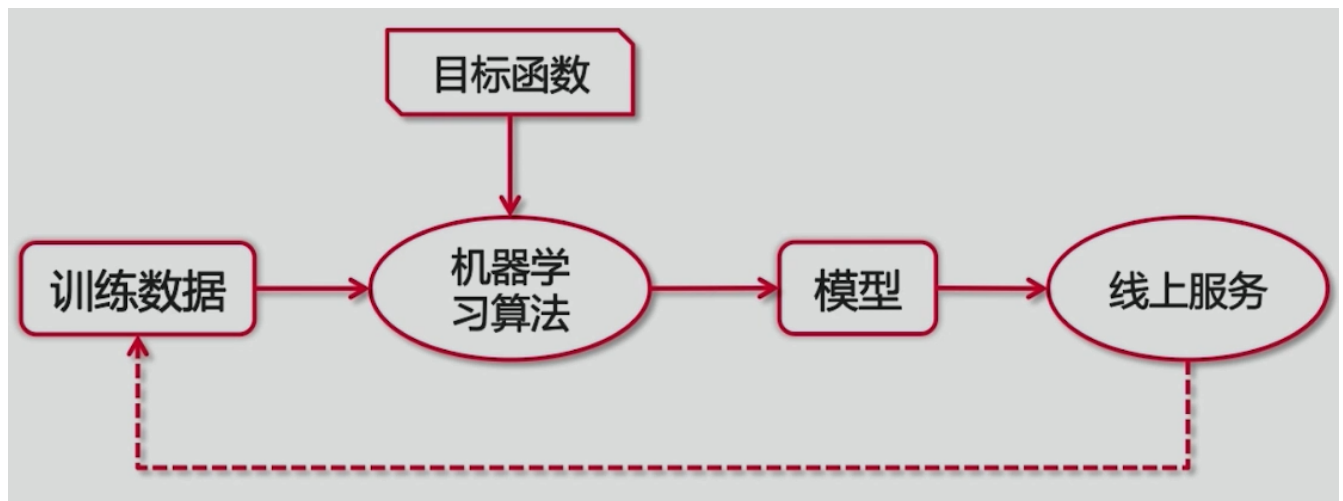 目标函数
训练数据
机器学
习算法
模型
线上服务